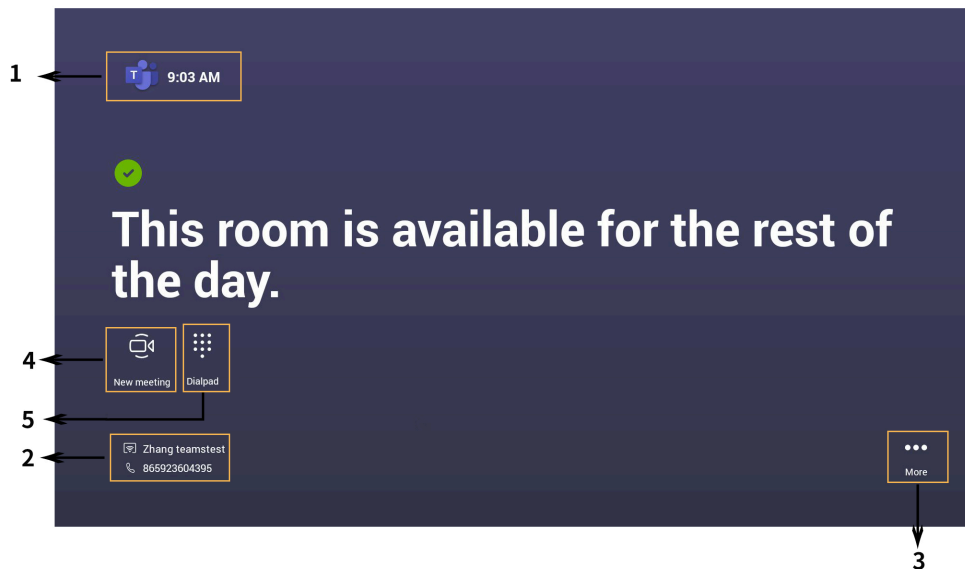 1
T
9:03 AM
This room is available for the rest of
the day.
4
New meeting
Dialpad
5
2
Zhang teamstest
865923604395
More
3